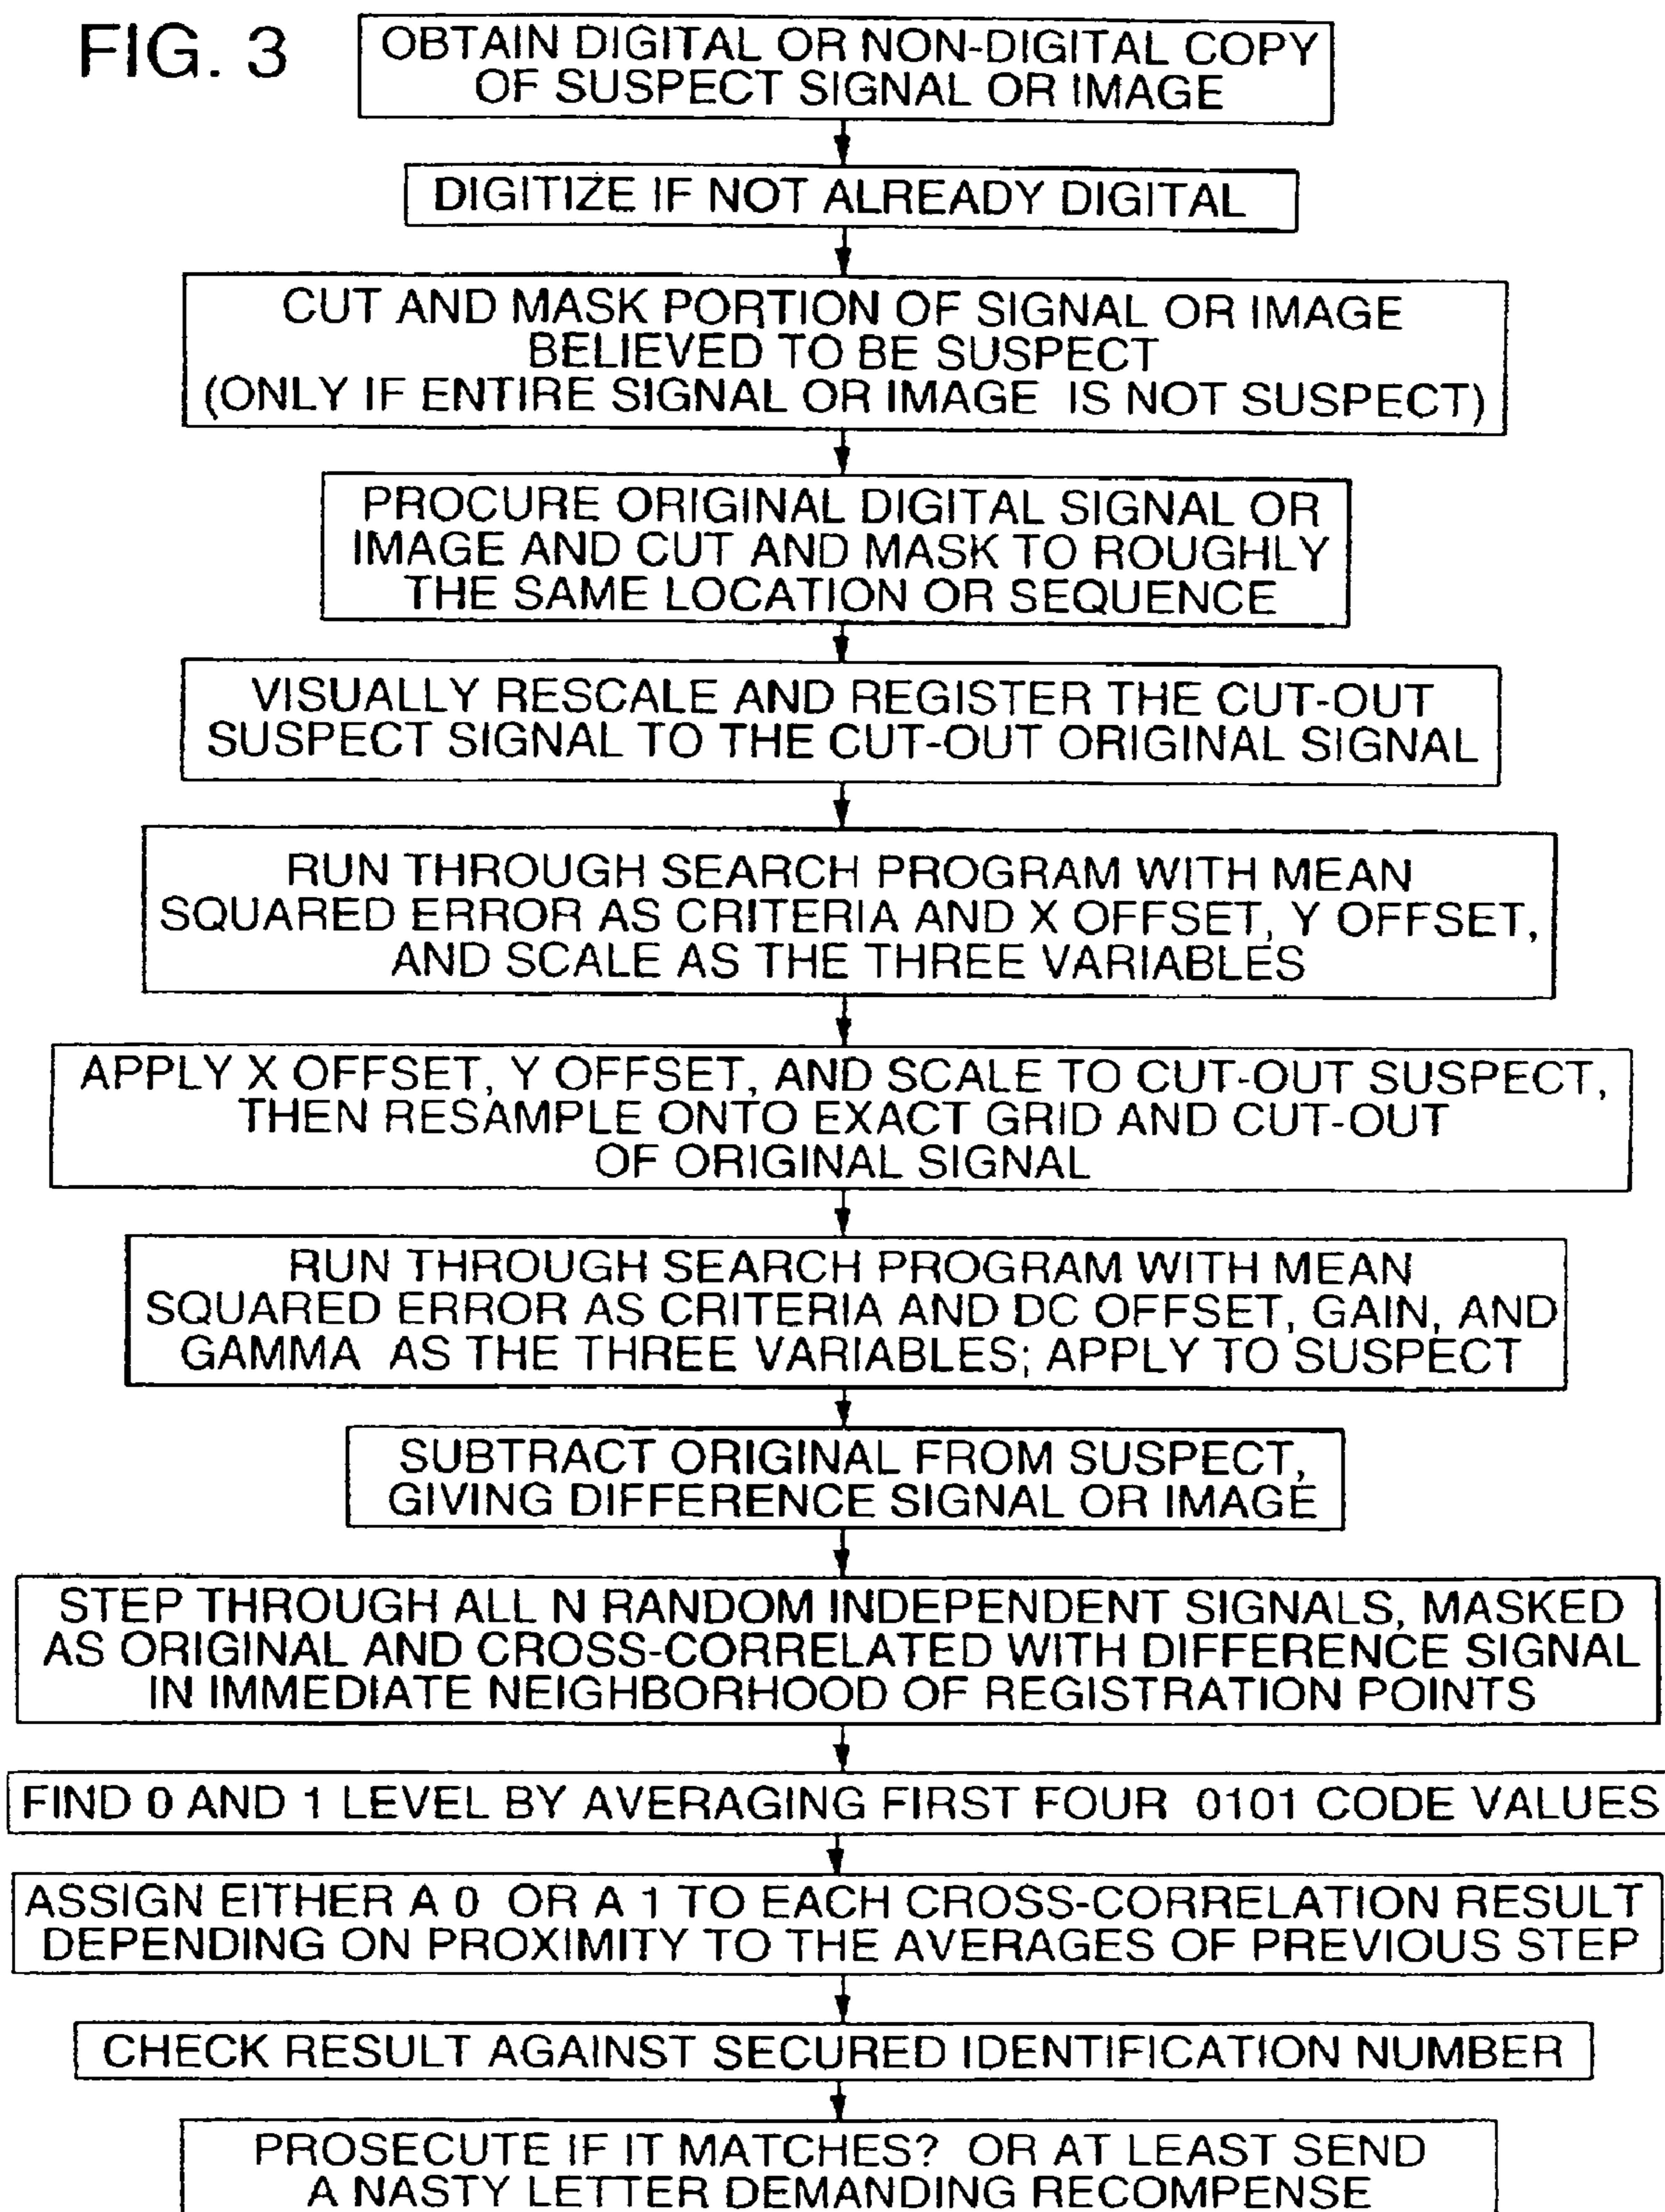 FIG. 3
OBTAIN DIGITAL OR NON-DIGITAL COPY
OF SUSPECT SIGNAL OR IMAGE
DIGITIZE IF NOT ALREADY DIGITAL
CUT AND MASK PORTION OF SIGNAL OR IMAGE
BELIEVED TO BE SUSPECT
(ONLY IF ENTIRE SIGNAL OR IMAGE IS NOT SUSPECT)
PROCURE ORIGINAL DIGITAL SIGNAL OR
IMAGE AND CUT AND MASK TO ROUGHLY
THE SAME LOCATION OR SEQUENCE
VISUALLY RESCALE AND REGISTER THE CUT-OUT
SUSPECT SIGNAL TO THE CUT-OUT ORIGINAL SIGNAL
RUN THROUGH SEARCH PROGRAM WITH MEAN
SQUARED ERROR AS CRITERIA AND X OFFSET, Y OFFSET,
AND SCALE AS THE THREE VARIABLES
APPLY X OFFSET, Y OFFSET, AND SCALE TO CUT-OUT SUSPECT,
THEN RESAMPLE ONTO EXACT GRID AND CUT-OUT
OF ORIGINAL SIGNAL
RUN THROUGH SEARCH PROGRAM WITH MEAN
SQUARED ERROR AS CRITERIA AND DC OFFSET, GAIN, AND
GAMMA AS THE THREE VARIABLES; APPLY TO SUSPECT
SUBTRACT ORIGINAL FROM SUSPECT,
GIVING DIFFERENCE SIGNAL OR IMAGE
STEP THROUGH ALL N RANDOM INDEPENDENT SIGNALS, MASKED
AS ORIGINAL AND CROSS-CORRELATED WITH DIFFERENCE SIGNAL
IN IMMEDIATE NEIGHBORHOOD OF REGISTRATION POINTS
FIND 0 AND 1 LEVEL BY AVERAGING FIRST FOUR 0101 CODE VALUES
ASSIGN EITHER A 0 OR A 1 TO EACH CROSS-CORRELATION RESULT
DEPENDING ON PROXIMITY TO THE AVERAGES OF PREVIOUS STEP
CHECK RESULT AGAINST SECURED IDENTIFICATION NUMBER
PROSECUTE IF IT MATCHES? OR AT LEAST SEND
A NASTY LETTER DEMANDING RECOMPENSE